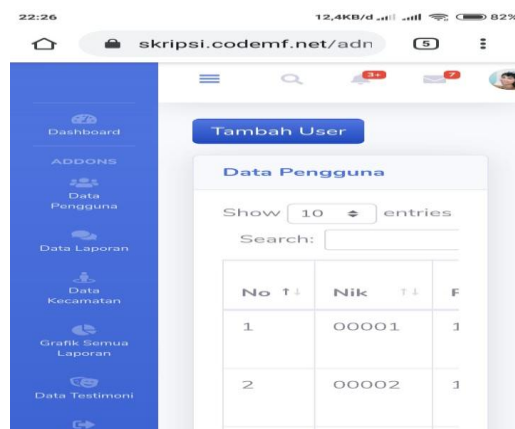 22:26
12,4KB/d
82%
skripsi.codemf.net/adn
5
3+
7
Dashboard
ADDONS
Data
Pengguna
Data Laporan
Data
Kecamatan
Grafik Semua
Laporan
Data Testimoni
Tambah User
Data Pengguna
Show 10 entries
Search:
No Nik
1 00001 1
2 00002 1